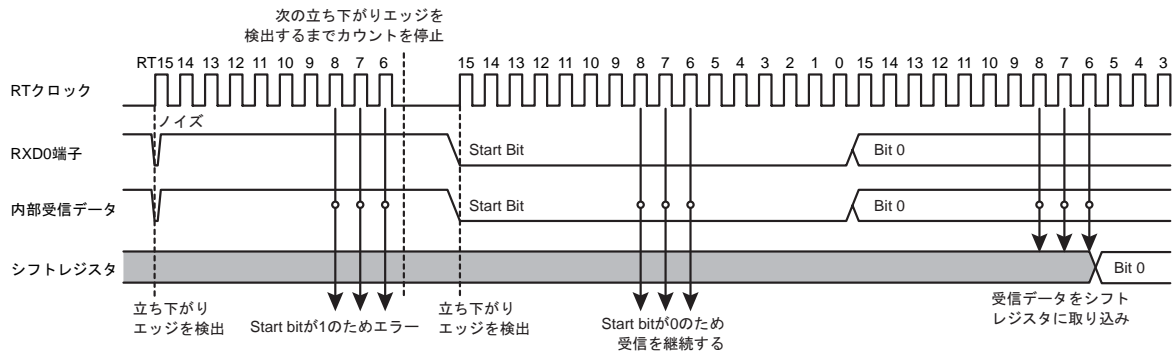 次の立ち下がりエッジを
検出するまでカウントを停止
RT15 14 13 12 11 10 9 8 7 6 15 14 13 12 11 10 9 8 7 6 5 4 3 2 1 0 15 14 13 12 11 10 9 8 7 6 5 4 3
RTクロック
ノイズ
RXD0端子 Start Bit Bit 0
内部受信データ Start Bit Bit 0
シフトレジスタ Bit 0
立ち下がり
エッジを検出
Start bitが1のためエラー
立ち下がり
エッジを検出
Start bitが0のため
受信を継続する
受信データをシフト
レジスタに取り込み